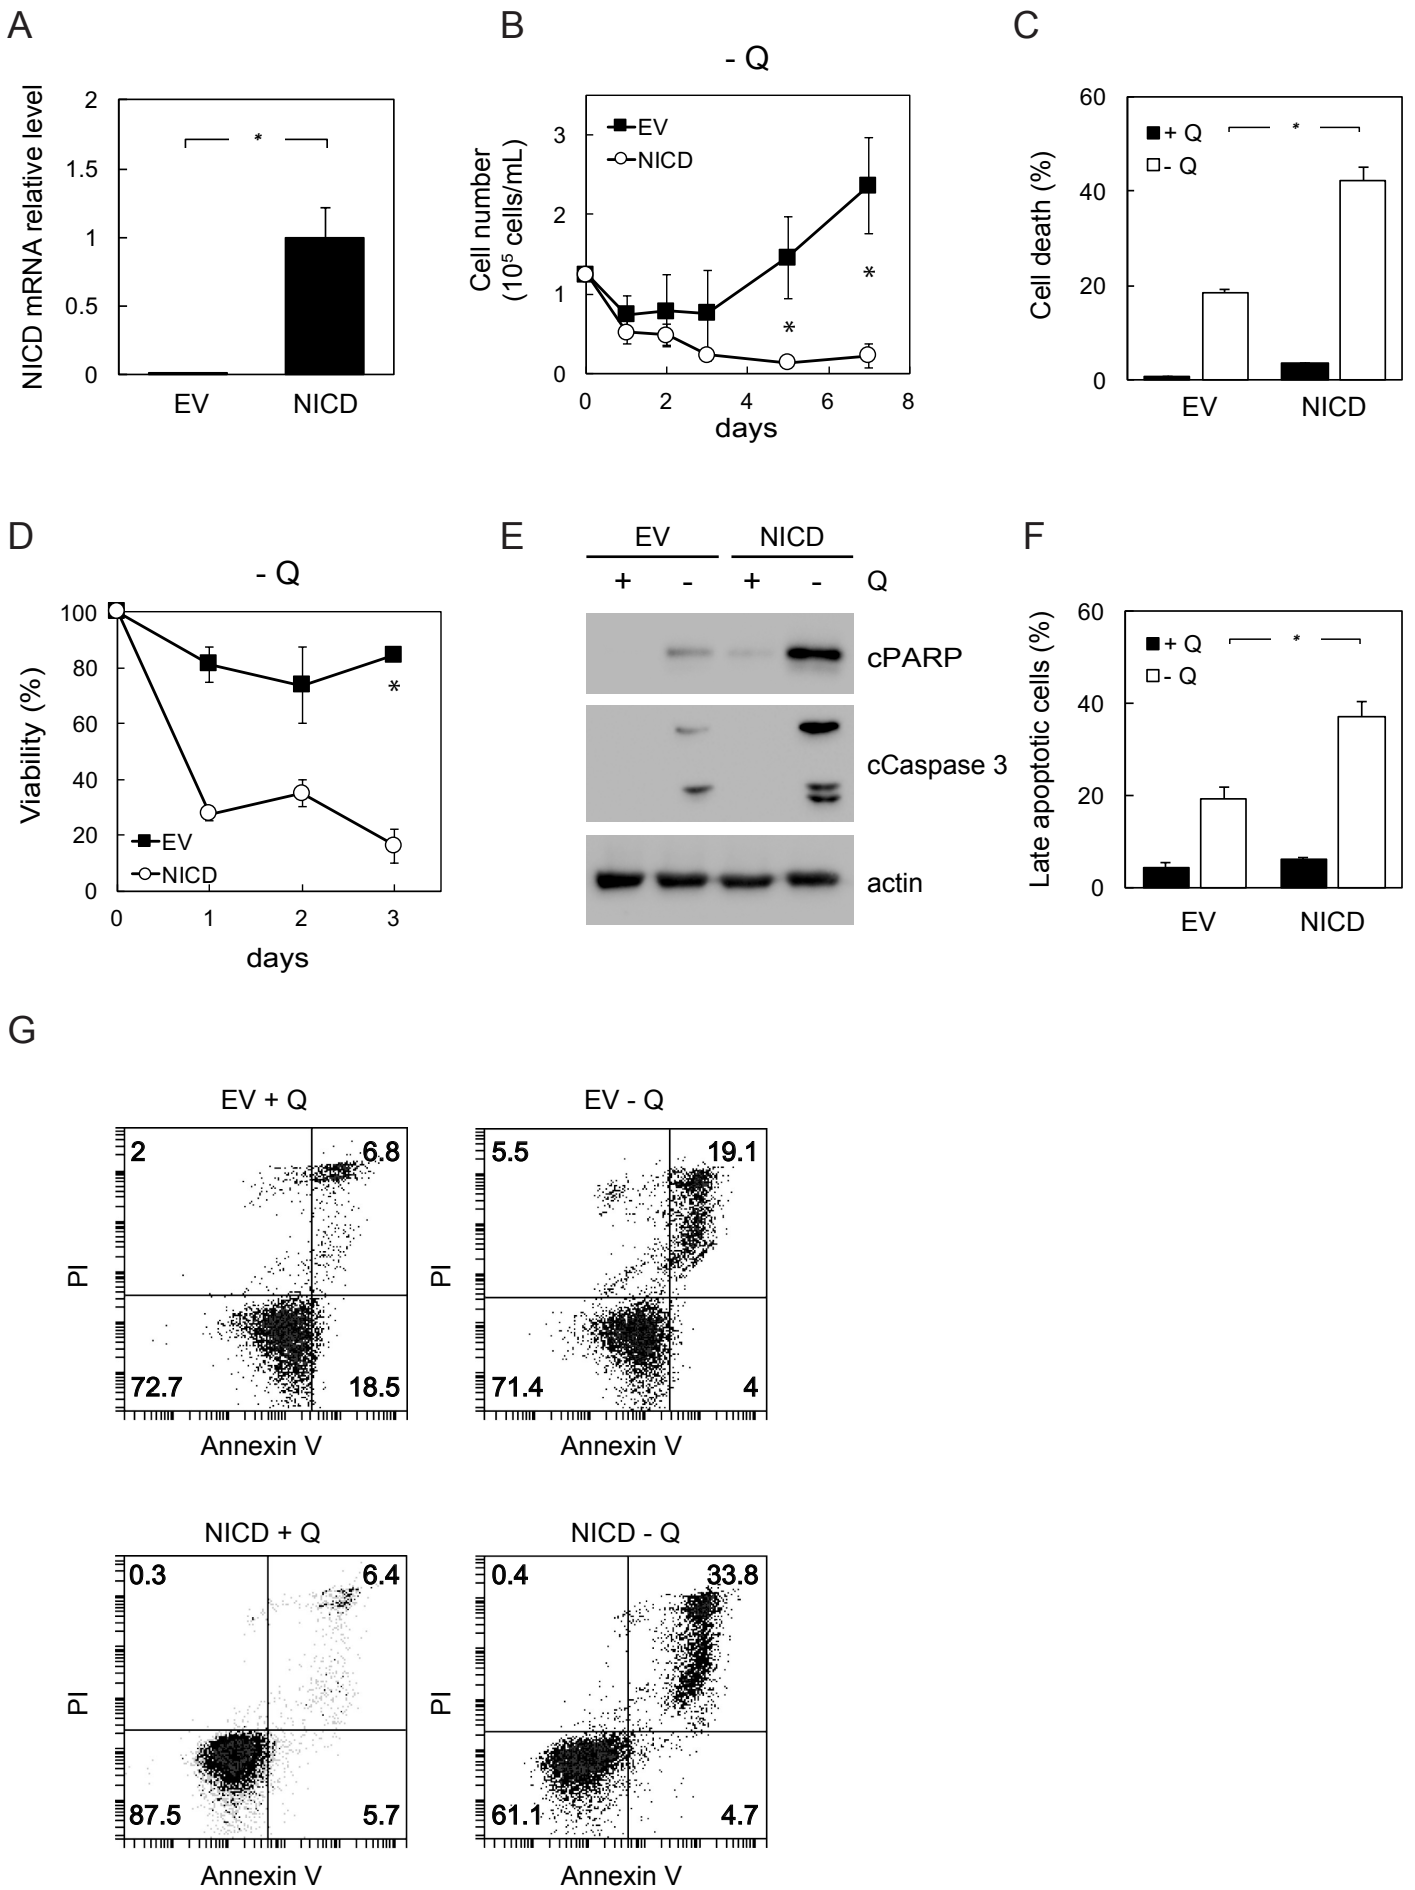 A
NICD mRNA relative level
2
1.5
1
0.5
0
*
EV
NICD
B
- Q
Cell number
(10⁵ cells/mL)
3
2
1
0
EV
NICD
*
*
0
2
4
6
8
days
C
Cell death (%)
60
40
20
0
+ Q
- Q
*
EV
NICD
D
- Q
Viability (%)
100
80
60
40
20
0
*
EV
NICD
0
1
2
3
days
E
EV
NICD
+
-
+
-
Q
cPARP
cCaspase 3
actin
F
Late apoptotic cells (%)
60
40
20
0
+ Q
- Q
*
EV
NICD
G
EV + Q
2
6.8
72.7
18.5
PI
Annexin V
EV - Q
5.5
19.1
71.4
4
PI
Annexin V
NICD + Q
0.3
6.4
87.5
5.7
PI
Annexin V
NICD - Q
0.4
33.8
61.1
4.7
PI
Annexin V